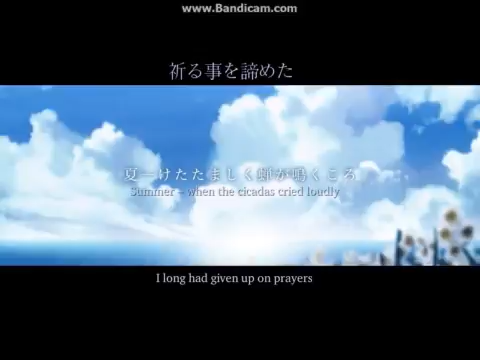 www.Bandicam.com
祈る事を諦めた
夏―けたたましく蝉が鳴くころ
Summer – when the cicadas cried loudly
I long had given up on prayers